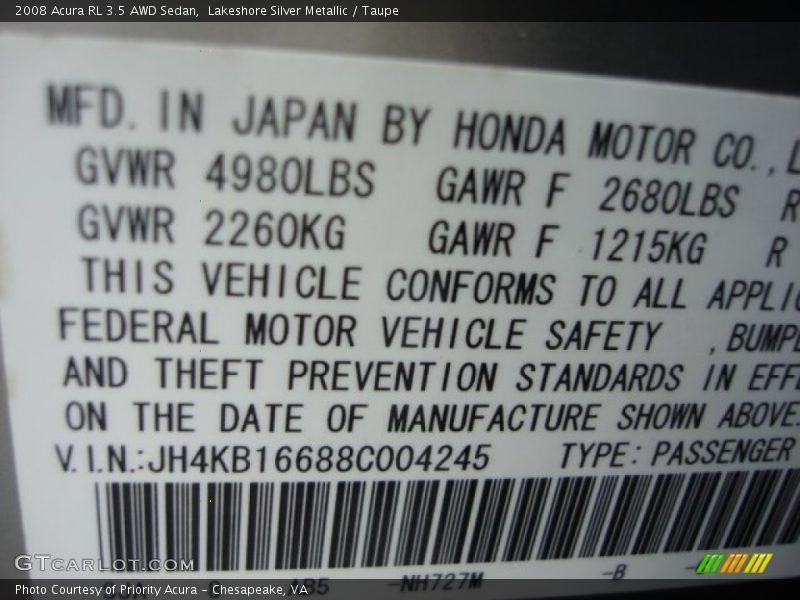 2008 Acura RL 3.5 AWD Sedan, Lakeshore Silver Metallic / Taupe
MFD. IN JAPAN BY HONDA MOTOR CO.,L
GVWR 4980LBS GAWR F 2680LBS R
GVWR 2260KG GAWR F 1215KG R
THIS VEHICLE CONFORMS TO ALL APPLIC
FEDERAL MOTOR VEHICLE SAFETY ,BUMPE
AND THEFT PREVENTION STANDARDS IN EFFE
ON THE DATE OF MANUFACTURE SHOWN ABOVE.
V.I.N.:JH4KB16688C004245 TYPE: PASSENGER
-NH727M -B
GTcarlot.com
Photo Courtesy of Priority Acura - Chesapeake, VA